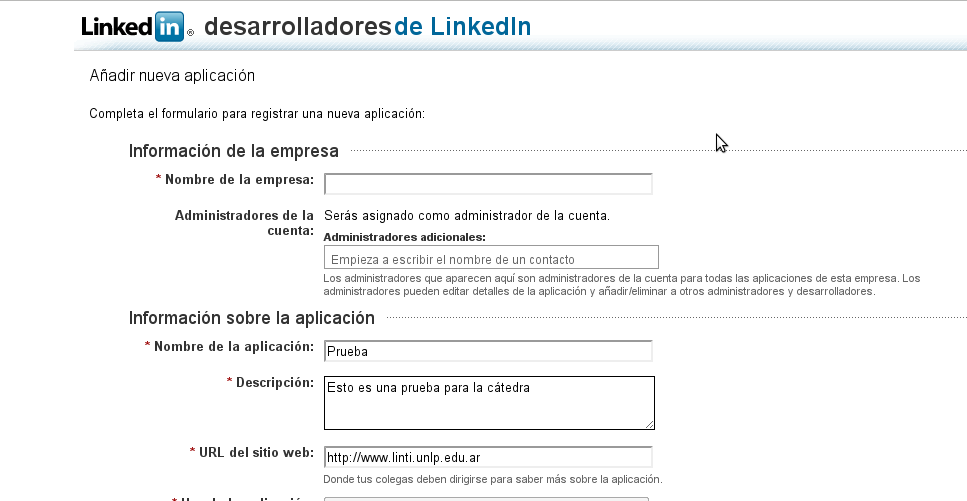 Linked in ® desarrolladores de LinkedIn
Añadir nueva aplicación
Completa el formulario para registrar una nueva aplicación:
Información de la empresa
* Nombre de la empresa:
Administradores de la cuenta:
Serás asignado como administrador de la cuenta.
Administradores adicionales:
Empieza a escribir el nombre de un contacto
Los administradores que aparecen aquí son administradores de la cuenta para todas las aplicaciones de esta empresa. Los
administradores pueden editar detalles de la aplicación y añadir/eliminar a otros administradores y desarrolladores.
Información sobre la aplicación
* Nombre de la aplicación: Prueba
* Descripción: Esto es una prueba para la cátedra
* URL del sitio web: http://www.linti.unlp.edu.ar
Donde tus colegas deben dirigirse para saber más sobre la aplicación.